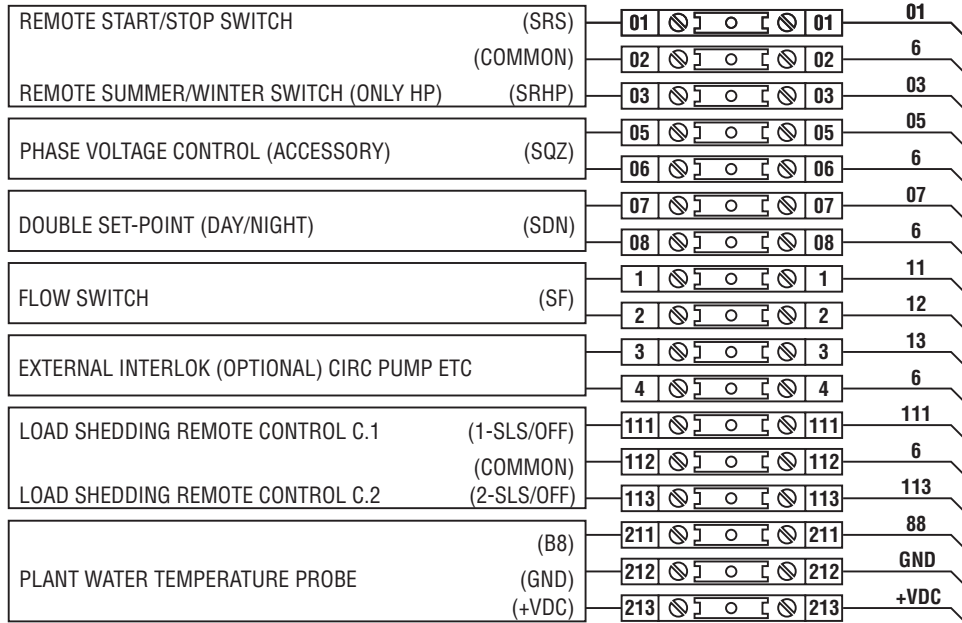 REMOTE START/STOP SWITCH (SRS) 01 01 01
(COMMON) 02 02 6
REMOTE SUMMER/WINTER SWITCH (ONLY HP) (SRHP) 03 03 03
05 05 05
PHASE VOLTAGE CONTROL (ACCESSORY) (SQZ)
06 06 6
07 07 07
DOUBLE SET-POINT (DAY/NIGHT) (SDN)
08 08 6
1 1 11
FLOW SWITCH (SF)
2 2 12
3 3 13
EXTERNAL INTERLOK (OPTIONAL) CIRC PUMP ETC
4 4 6
LOAD SHEDDING REMOTE CONTROL C.1 (1-SLS/OFF) 111 111 111
(COMMON) 112 112 6
LOAD SHEDDING REMOTE CONTROL C.2 (2-SLS/OFF) 113 113 113
(B8) 211 211 88
PLANT WATER TEMPERATURE PROBE (GND) 212 212 GND
(+VDC) 213 213 +VDC